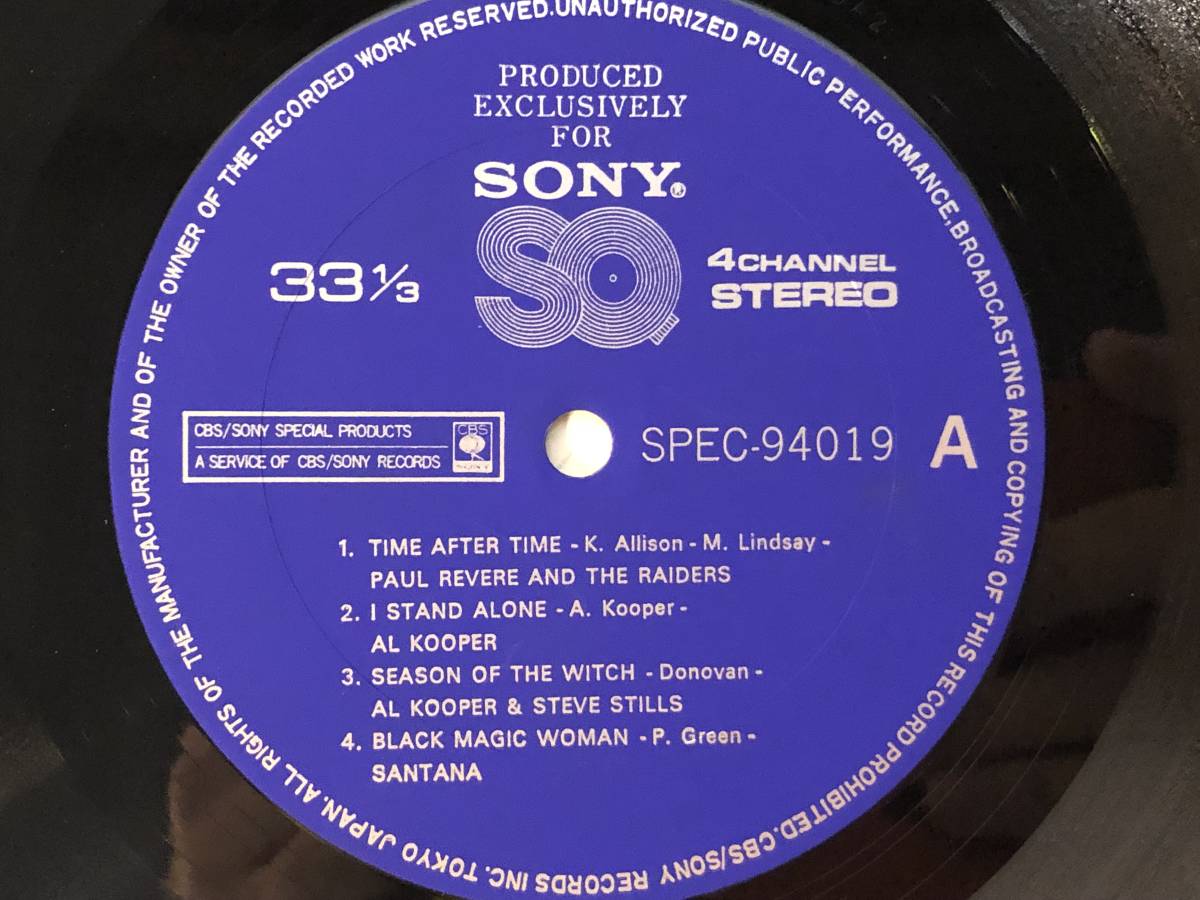 ALL RIGHTS OF THE MANUFACTURER AND OF THE OWNER OF THE RECORDED WORK RESERVED.UNAUTHORIZED PUBLIC PERFORMANCE,BROADCASTING AND COPYING OF THIS RECORD PROHIBITED.CBS/SONY RECORDS INC. TOKYO JAPAN.
PRODUCED
EXCLUSIVELY
FOR
SONY®
SQ
33 1/3
4 CHANNEL
STEREO
CBS/SONY SPECIAL PRODUCTS
A SERVICE OF CBS/SONY RECORDS
CBS
SONY
SPEC-94019 A
1. TIME AFTER TIME - K. Allison - M. Lindsay -
PAUL REVERE AND THE RAIDERS
2. I STAND ALONE - A. Kooper -
AL KOOPER
3. SEASON OF THE WITCH - Donovan -
AL KOOPER & STEVE STILLS
4. BLACK MAGIC WOMAN - P. Green -
SANTANA